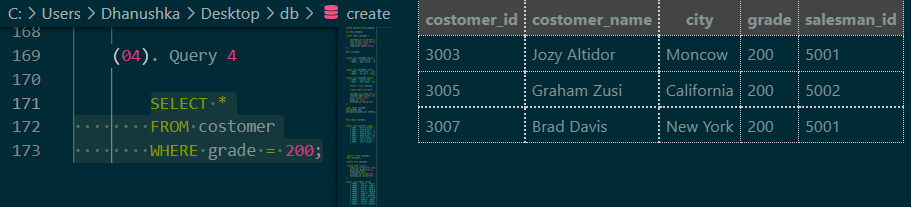 C: > Users > Dhanushka > Desktop > db > create
168
169 (04). Query 4
170
171 SELECT *
172 FROM costomer
173 WHERE grade = 200;
costomer_id costomer_name city grade salesman_id
3003 Jozy Altidor Moncow 200 5001
3005 Graham Zusi California 200 5002
3007 Brad Davis New York 200 5001